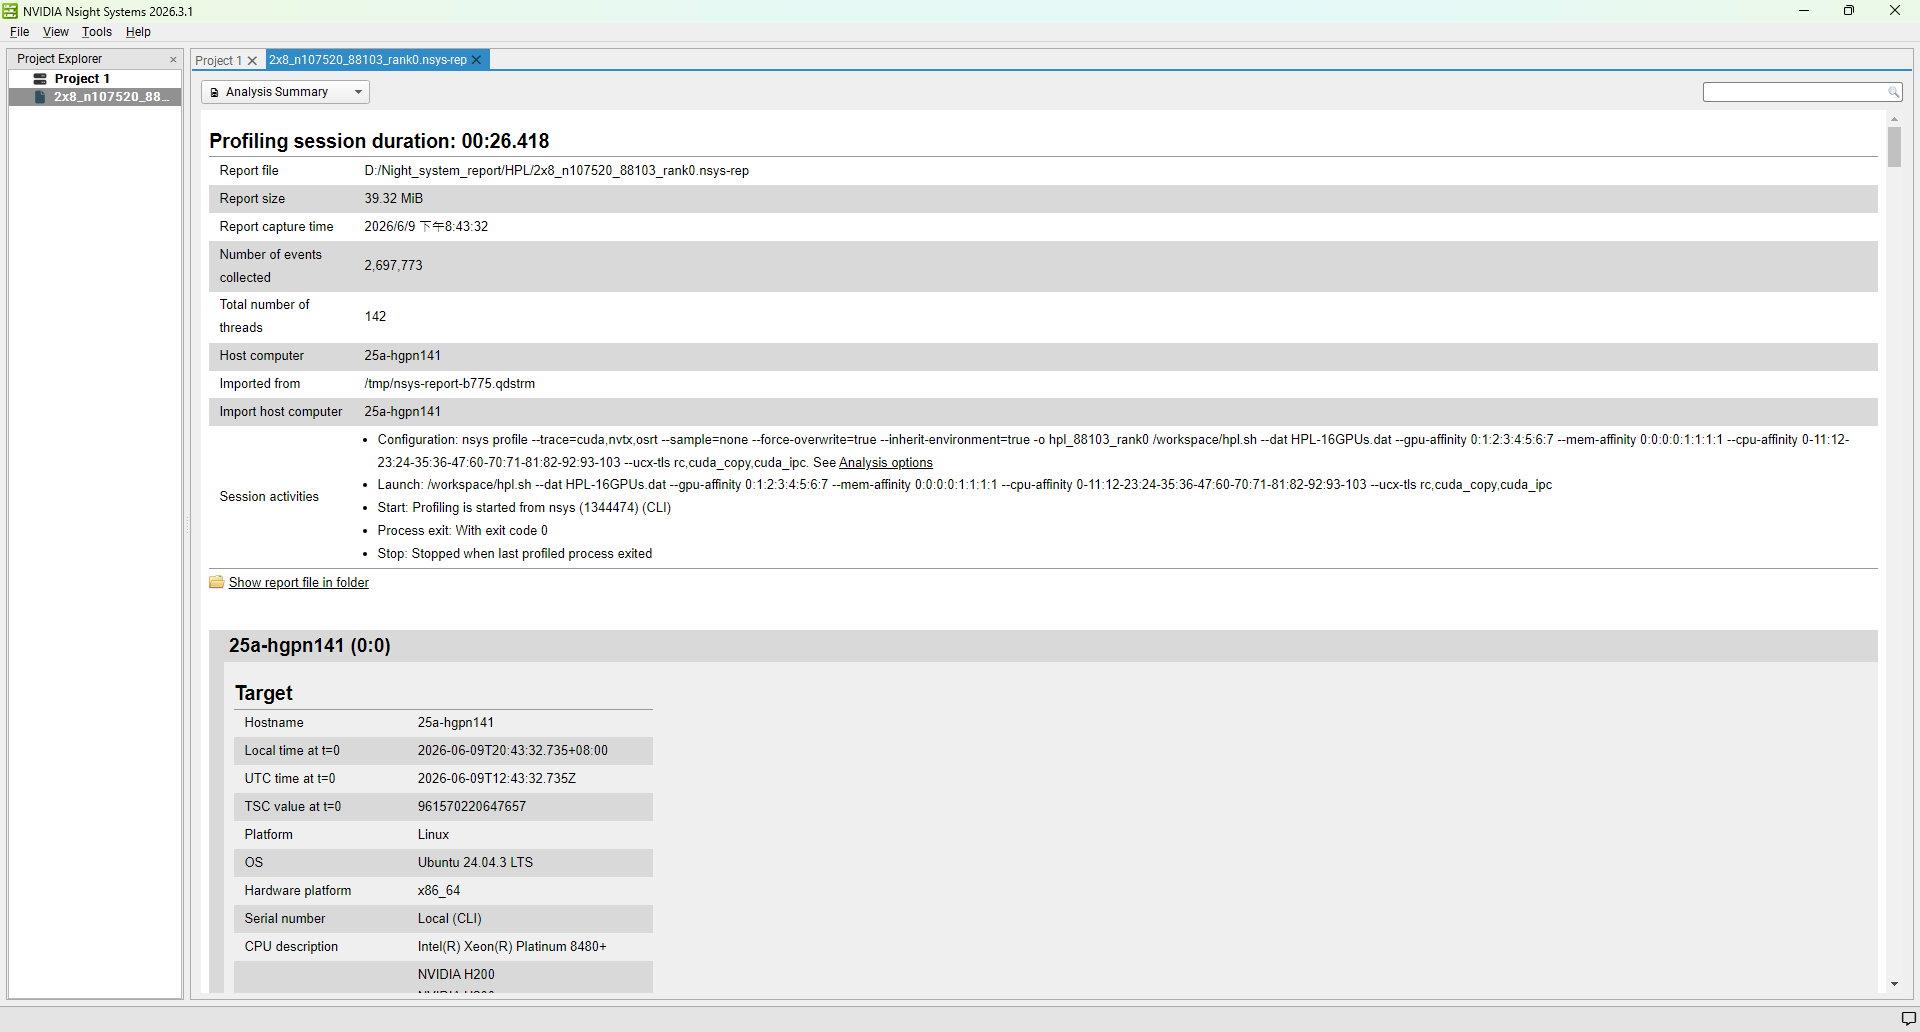 NVIDIA Nsight Systems 2026.3.1
File View Tools Help
Project Explorer
Project 1
2x8_n107520_88...
Project 1
2x8_n107520_88103_rank0.nsys-rep
Analysis Summary
Profiling session duration: 00:26.418
Report file D:/Night_system_report/HPL/2x8_n107520_88103_rank0.nsys-rep
Report size 39.32 MiB
Report capture time 2026/6/9 下午8:43:32
Number of events
collected
2,697,773
Total number of
threads
142
Host computer 25a-hgpn141
Imported from /tmp/nsys-report-b775.qdstrm
Import host computer 25a-hgpn141
Session activities
• Configuration: nsys profile --trace=cuda,nvtx,osrt --sample=none --force-overwrite=true --inherit-environment=true -o hpl_88103_rank0 /workspace/hpl.sh --dat HPL-16GPUs.dat --gpu-affinity 0:1:2:3:4:5:6:7 --mem-affinity 0:0:0:0:1:1:1:1 --cpu-affinity 0-11:12-
23:24-35:36-47:60-70:71-81:82-92:93-103 --ucx-tls rc,cuda_copy,cuda_ipc. See Analysis options
• Launch: /workspace/hpl.sh --dat HPL-16GPUs.dat --gpu-affinity 0:1:2:3:4:5:6:7 --mem-affinity 0:0:0:0:1:1:1:1 --cpu-affinity 0-11:12-23:24-35:36-47:60-70:71-81:82-92:93-103 --ucx-tls rc,cuda_copy,cuda_ipc
• Start: Profiling is started from nsys (1344474) (CLI)
• Process exit: With exit code 0
• Stop: Stopped when last profiled process exited
Show report file in folder
25a-hgpn141 (0:0)
Target
Hostname 25a-hgpn141
Local time at t=0 2026-06-09T20:43:32.735+08:00
UTC time at t=0 2026-06-09T12:43:32.735Z
TSC value at t=0 961570220647657
Platform Linux
OS Ubuntu 24.04.3 LTS
Hardware platform x86_64
Serial number Local (CLI)
CPU description Intel(R) Xeon(R) Platinum 8480+
NVIDIA H200